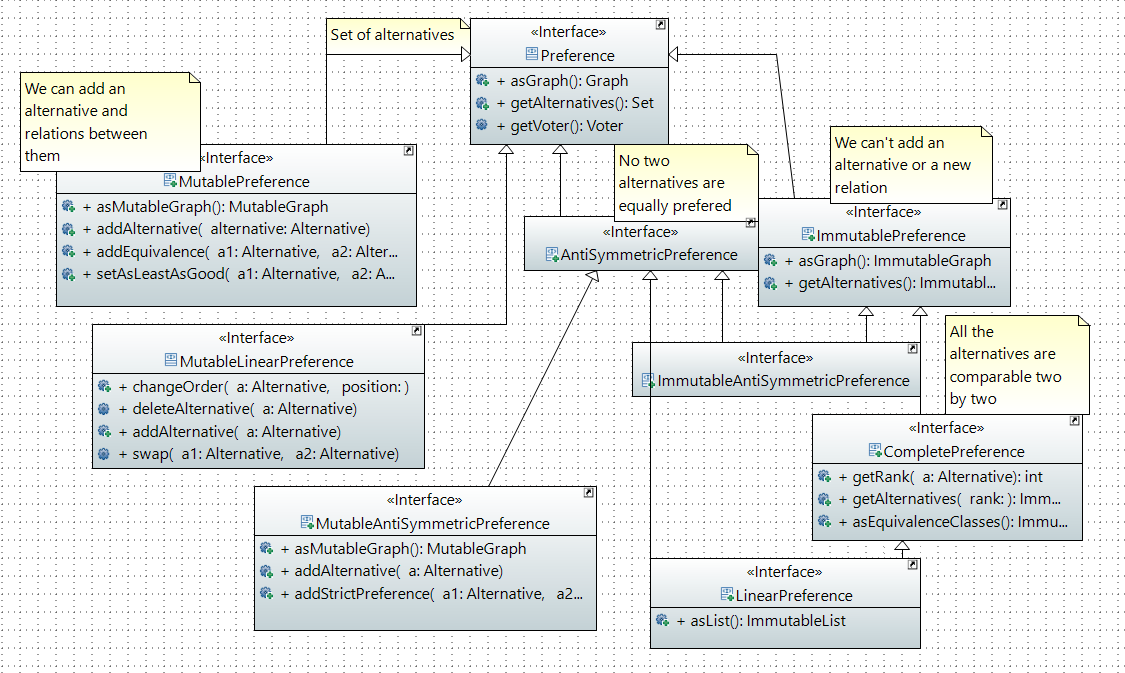 Set of alternatives
«Interface»
Preference
+ asGraph(): Graph
+ getAlternatives(): Set
+ getVoter(): Voter
We can add an
alternative and
relations between
them
«Interface»
MutablePreference
+ asMutableGraph(): MutableGraph
+ addAlternative( alternative: Alternative)
+ addEquivalence( a1: Alternative, a2: Alter...
+ setAsLeastAsGood( a1: Alternative, a2: A...
No two
alternatives are
equally prefered
«Interface»
AntiSymmetricPreference
We can't add an
alternative or a new
relation
«Interface»
ImmutablePreference
+ asGraph(): ImmutableGraph
+ getAlternatives(): Immutabl...
«Interface»
MutableLinearPreference
+ changeOrder( a: Alternative, position: )
+ deleteAlternative( a: Alternative)
+ addAlternative( a: Alternative)
+ swap( a1: Alternative, a2: Alternative)
«Interface»
ImmutableAntiSymmetricPreference
All the
alternatives are
comparable two
by two
«Interface»
CompletePreference
+ getRank( a: Alternative): int
+ getAlternatives( rank: ): Imm...
+ asEquivalenceClasses(): Immu...
«Interface»
MutableAntiSymmetricPreference
+ asMutableGraph(): MutableGraph
+ addAlternative( a: Alternative)
+ addStrictPreference( a1: Alternative, a2...
«Interface»
LinearPreference
+ asList(): ImmutableList